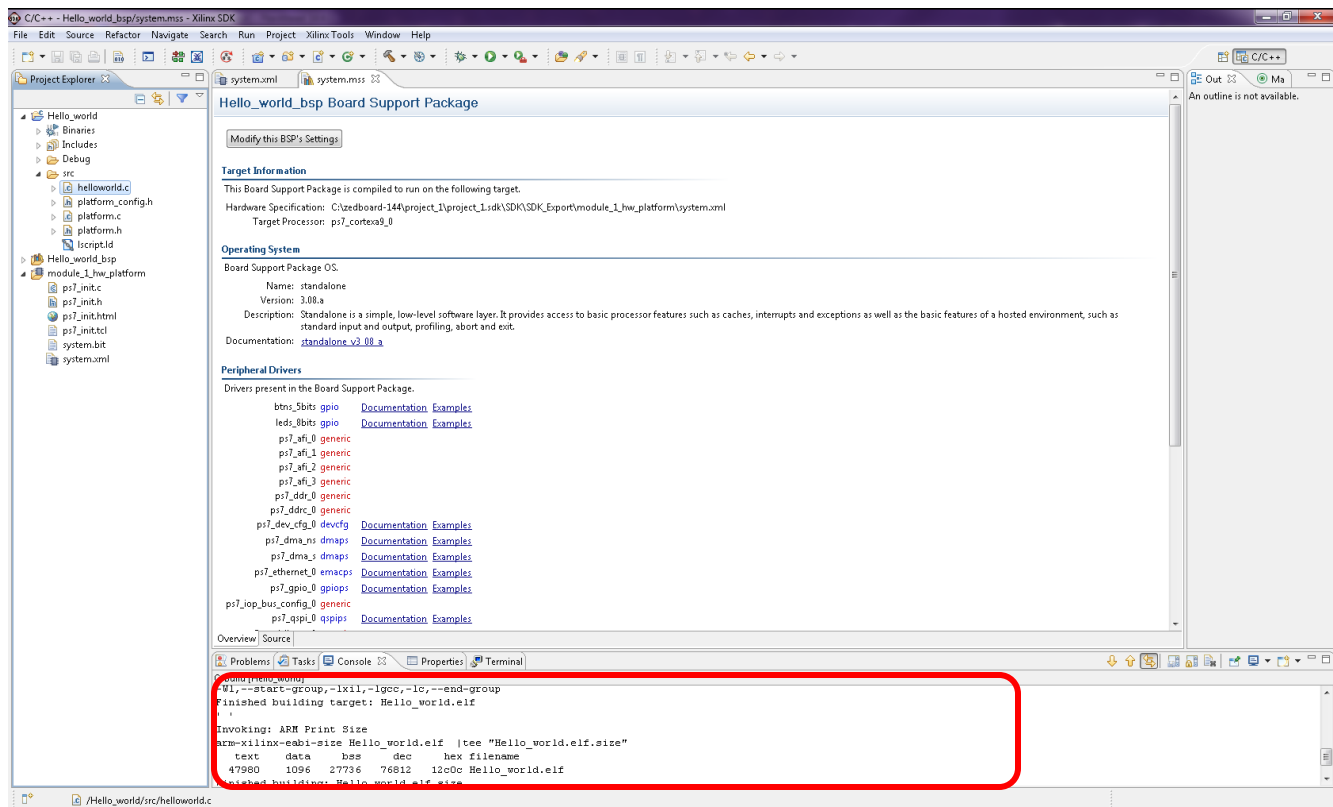 C/C++ - Hello_world_bsp/system.mss - Xilinx SDK
File Edit Source Refactor Navigate Search Run Project Xilinx Tools Window Help
C/C++
Project Explorer
Hello_world
Binaries
Includes
Debug
src
helloworld.c
platform_config.h
platform.c
platform.h
lscript.ld
Hello_world_bsp
module_1_hw_platform
ps7_init.c
ps7_init.h
ps7_init.html
ps7_init.tcl
system.bit
system.xml
system.xml system.mss
Hello_world_bsp Board Support Package
Modify this BSP's Settings
Target Information
This Board Support Package is compiled to run on the following target.
Hardware Specification: C:\zedboard-144\project_1\project_1.sdk\SDK\SDK_Export\module_1_hw_platform\system.xml
Target Processor: ps7_cortexa9_0
Operating System
Board Support Package OS.
Name: standalone
Version: 3.08.a
Description: Standalone is a simple, low-level software layer. It provides access to basic processor features such as caches, interrupts and exceptions as well as the basic features of a hosted environment, such as
standard input and output, profiling, abort and exit.
Documentation: standalone_v3_08_a
Peripheral Drivers
Drivers present in the Board Support Package.
btns_5bits gpio Documentation Examples
leds_8bits gpio Documentation Examples
ps7_afi_0 generic
ps7_afi_1 generic
ps7_afi_2 generic
ps7_afi_3 generic
ps7_ddr_0 generic
ps7_ddrc_0 generic
ps7_dev_cfg_0 devcfg Documentation Examples
ps7_dma_ns dmaps Documentation Examples
ps7_dma_s dmaps Documentation Examples
ps7_ethernet_0 emacps Documentation Examples
ps7_gpio_0 gpiops Documentation Examples
ps7_iop_bus_config_0 generic
ps7_qspi_0 qspips Documentation Examples
Overview Source
Out Ma
An outline is not available.
Problems Tasks Console Properties Terminal
CBuild [Hello_world]
-Wl,--start-group,-lxil,-lgcc,-lc,--end-group
Finished building target: Hello_world.elf
' '
Invoking: ARM Print Size
arm-xilinx-eabi-size Hello_world.elf |tee "Hello_world.elf.size"
text data bss dec hex filename
47980 1096 27736 76812 12c0c Hello_world.elf
Finished building: Hello_world.elf.size
/Hello_world/src/helloworld.c